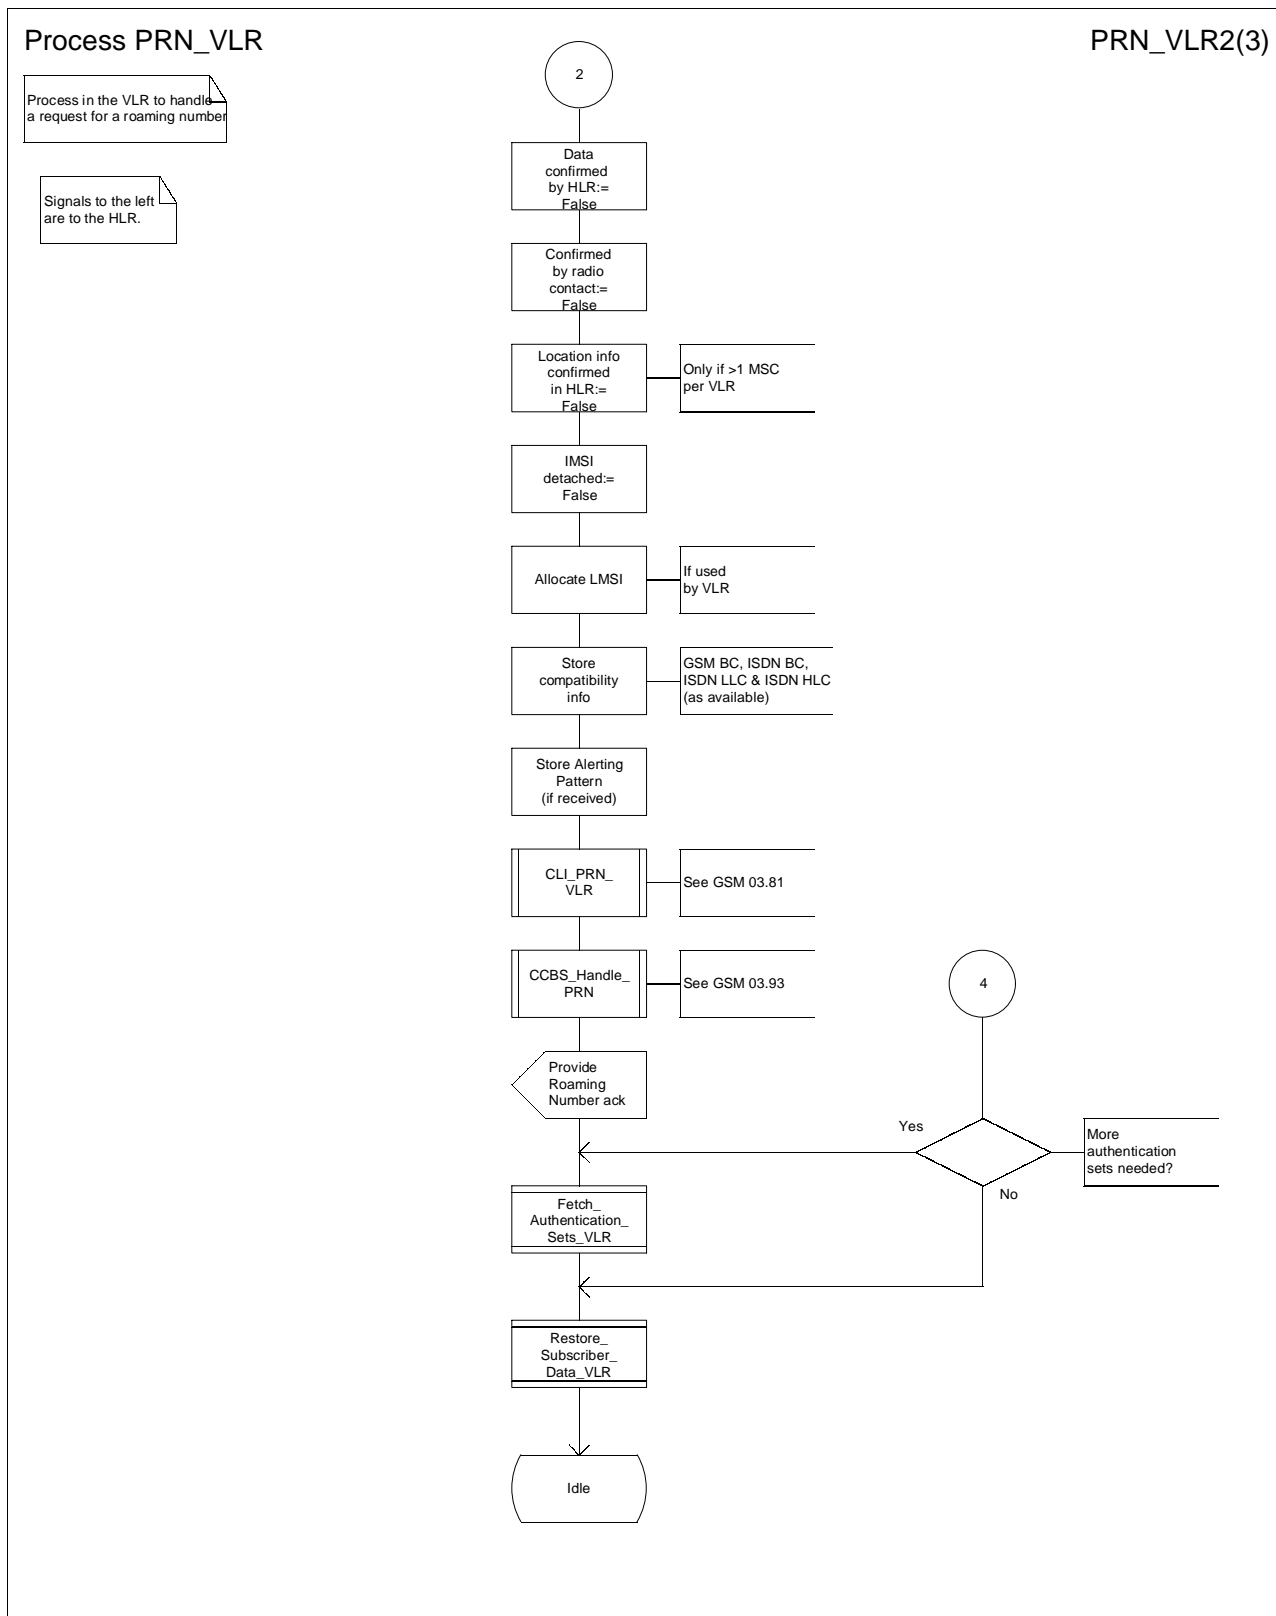 Process PRN_VLR
PRN_VLR2(3)
Process in the VLR to handle
a request for a roaming number
Signals to the left
are to the HLR.
2
Data
confirmed
by HLR:=
False
Confirmed
by radio
contact:=
False
Location info
confirmed
in HLR:=
False
Only if >1 MSC
per VLR
IMSI
detached:=
False
Allocate LMSI
If used
by VLR
Store
compatibility
info
GSM BC, ISDN BC,
ISDN LLC & ISDN HLC
(as available)
Store Alerting
Pattern
(if received)
CLI_PRN_
VLR
See GSM 03.81
CCBS_Handle_
PRN
See GSM 03.93
4
Provide
Roaming
Number ack
Yes
More
authentication
sets needed?
No
Fetch_
Authentication_
Sets_VLR
Restore_
Subscriber_
Data_VLR
Idle